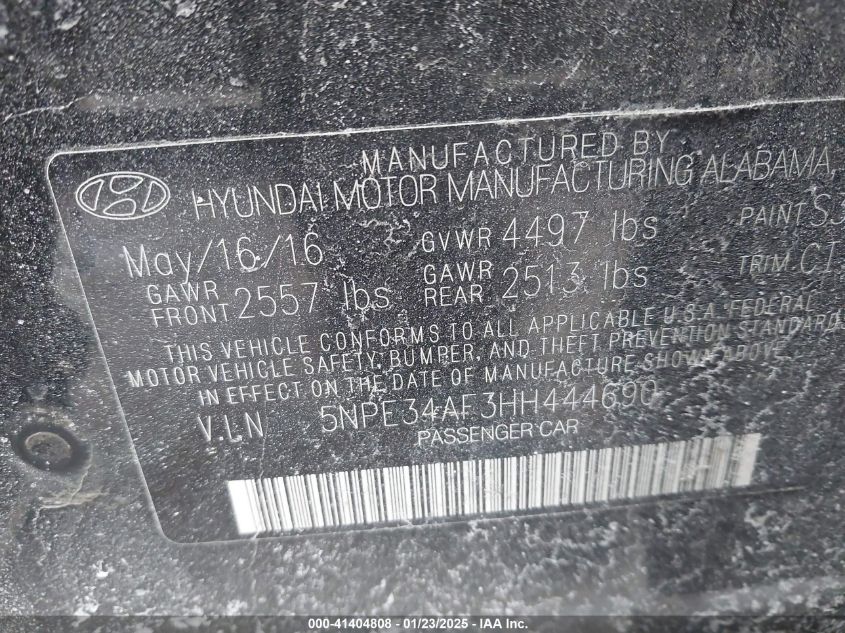 MANUFACTURED BY
HYUNDAI MOTOR MANUFACTURING ALABAMA,
May/16/16 GVWR 4497 lbs PAINT S3
GAWR FRONT 2557 lbs GAWR REAR 2513 lbs TRIM CI
THIS VEHICLE CONFORMS TO ALL APPLICABLE U.S.A. FEDERAL
MOTOR VEHICLE SAFETY, BUMPER, AND THEFT PREVENTION STANDARDS
IN EFFECT ON THE DATE OF MANUFACTURE SHOWN ABOVE
V.I.N 5NPE34AF3HH444690
PASSENGER CAR
000-41404808 - 01/23/2025 - IAA Inc.